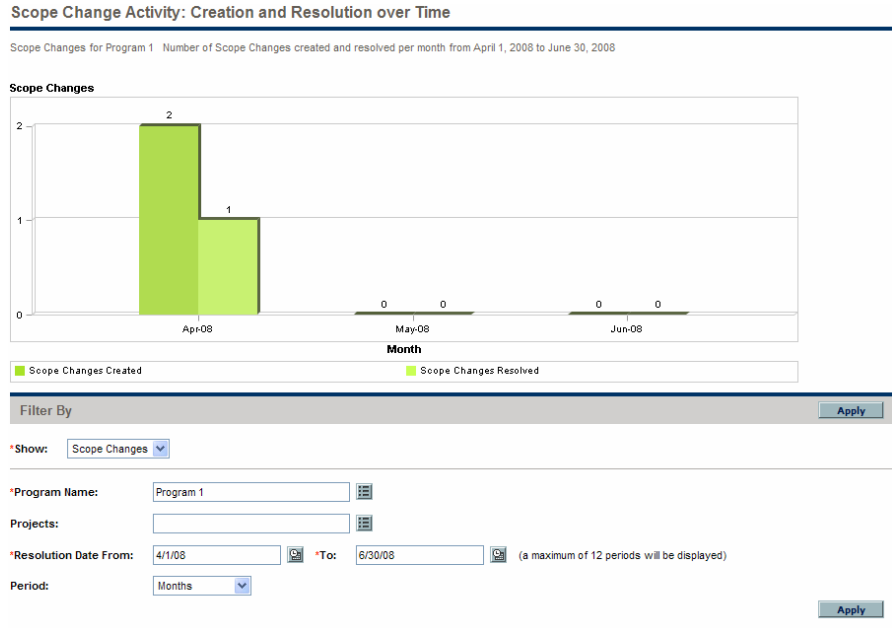 Scope Change Activity: Creation and Resolution over Time
Scope Changes for Program 1 Number of Scope Changes created and resolved per month from April 1, 2008 to June 30, 2008
Scope Changes
2
2
1
1
0 0
0 0
0
Apr-08 May-08 Jun-08
Month
Scope Changes Created Scope Changes Resolved
Filter By Apply
*Show: Scope Changes
*Program Name: Program 1
Projects:
*Resolution Date From: 4/1/08 *To: 6/30/08 (a maximum of 12 periods will be displayed)
Period: Months
Apply